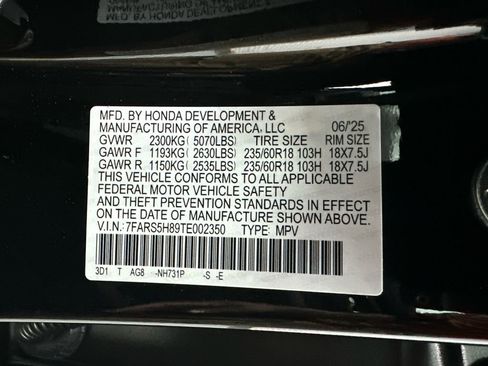 MFD. BY HONDA DEVELOPMENT &
MANUFACTURING OF AMERICA, LLC 06/'25
GVWR 2300KG ( 5070LBS) TIRE SIZE RIM SIZE
GAWR F 1193KG ( 2630LBS) 235/60R18 103H 18X7.5J
GAWR R 1150KG ( 2535LBS) 235/60R18 103H 18X7.5J
THIS VEHICLE CONFORMS TO ALL APPLICABLE
FEDERAL MOTOR VEHICLE SAFETY
AND THEFT PREVENTION STANDARDS IN EFFECT
ON THE DATE OF MANUFACTURE SHOWN ABOVE.
V.I.N.: 7FARS5H89TE002350 TYPE: MPV
3D1 T AG8 -NH731P -S -E